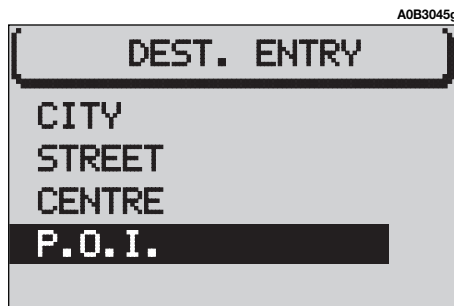 A0B3045g
DEST. ENTRY
CITY
STREET
CENTRE
P.O.I.